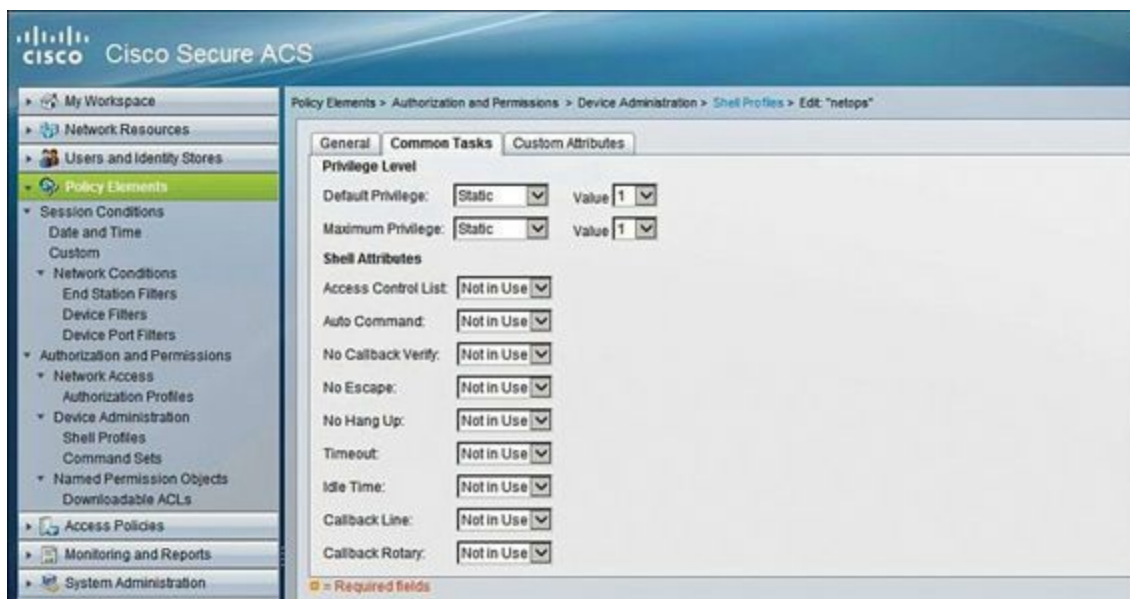 CISCO Cisco Secure ACS
My Workspace
Network Resources
Users and Identity Stores
Policy Elements
Session Conditions
Date and Time
Custom
Network Conditions
End Station Filters
Device Filters
Device Port Filters
Authorization and Permissions
Network Access
Authorization Profiles
Device Administration
Shell Profiles
Command Sets
Named Permission Objects
Downloadable ACLs
Access Policies
Monitoring and Reports
System Administration
Policy Elements > Authorization and Permissions > Device Administration > Shell Profiles > Edit: "netops"
General Common Tasks Custom Attributes
Privilege Level
Default Privilege: Static Value 1
Maximum Privilege: Static Value 1
Shell Attributes
Access Control List: Not in Use
Auto Command: Not in Use
No Callback Verify: Not in Use
No Escape: Not in Use
No Hang Up: Not in Use
Timeout: Not in Use
Idle Time: Not in Use
Callback Line: Not in Use
Callback Rotary: Not in Use
= Required fields